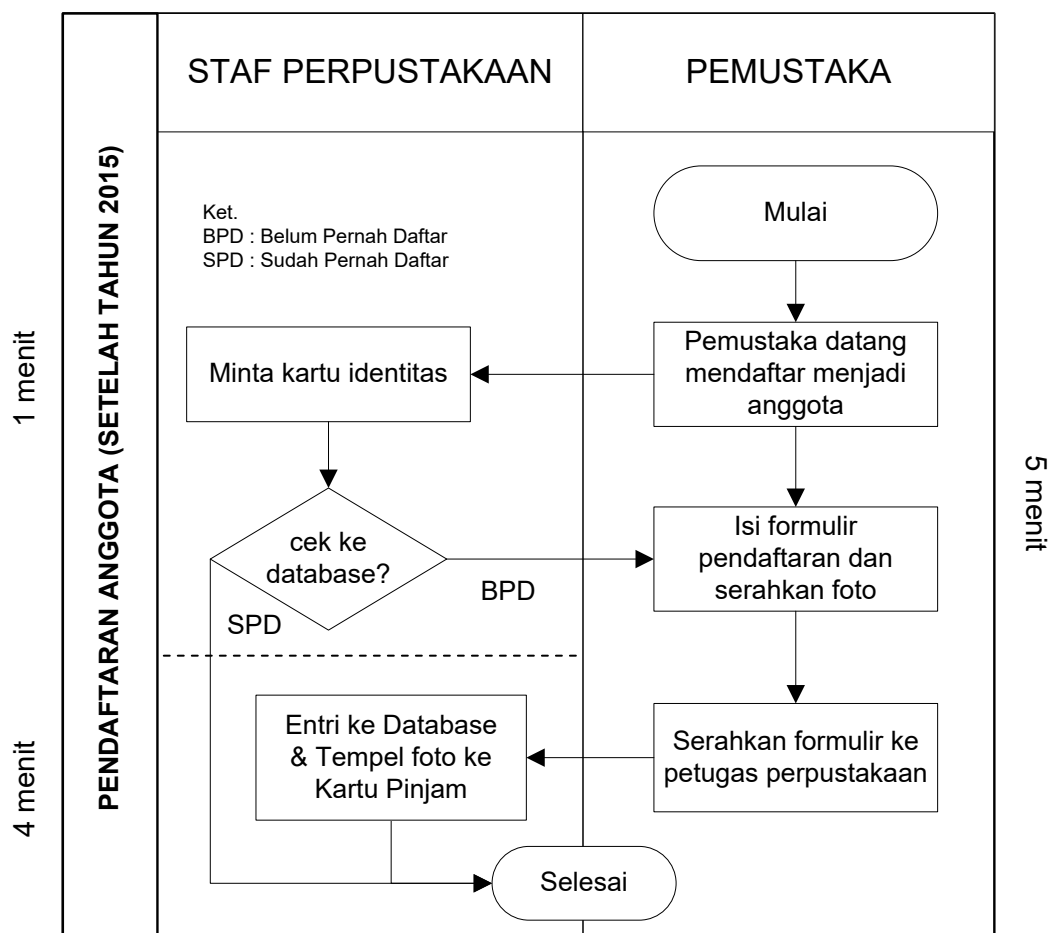 STAF PERPUSTAKAAN
PEMUSTAKA
PENDAFTARAN ANGGOTA (SETELAH TAHUN 2015)
1 menit
4 menit
5 menit
Ket.
BPD : Belum Pernah Daftar
SPD : Sudah Pernah Daftar
Mulai
Pemustaka datang
mendaftar menjadi
anggota
Minta kartu identitas
cek ke
database?
BPD
SPD
Isi formulir
pendaftaran dan
serahkan foto
Serahkan formulir ke
petugas perpustakaan
Entri ke Database
& Tempel foto ke
Kartu Pinjam
Selesai